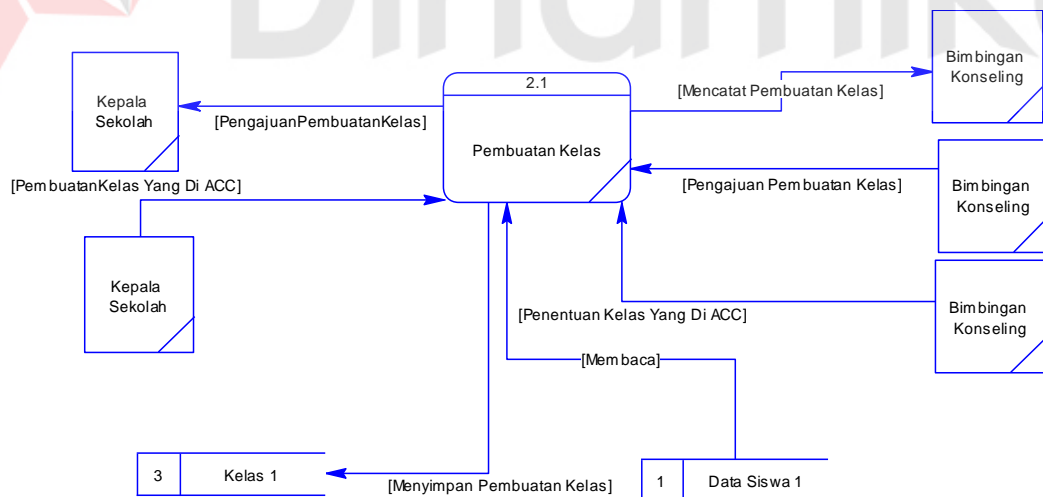 Dinamika
Bimbingan
Konseling
Kepala
Sekolah
2.1
[Mencatat Pembuatan Kelas]
[PengajuanPembuatanKelas]
Pembuatan Kelas
[PembuatanKelas Yang Di ACC]
[Pengajuan Pembuatan Kelas]
Bimbingan
Konseling
Kepala
Sekolah
Bimbingan
Konseling
[Penentuan Kelas Yang Di ACC]
[Membaca]
3 Kelas 1
[Menyimpan Pembuatan Kelas]
1 Data Siswa 1